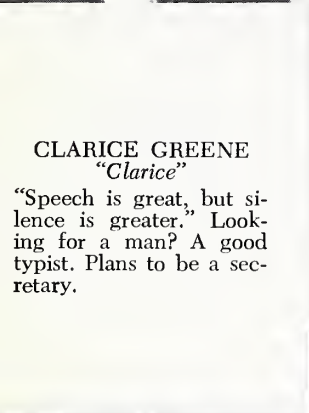 CLARICE GREENE
"Clarice"
"Speech is great, but si-
lence is greater." Look-
ing for a man? A good
typist. Plans to be a sec-
retary.